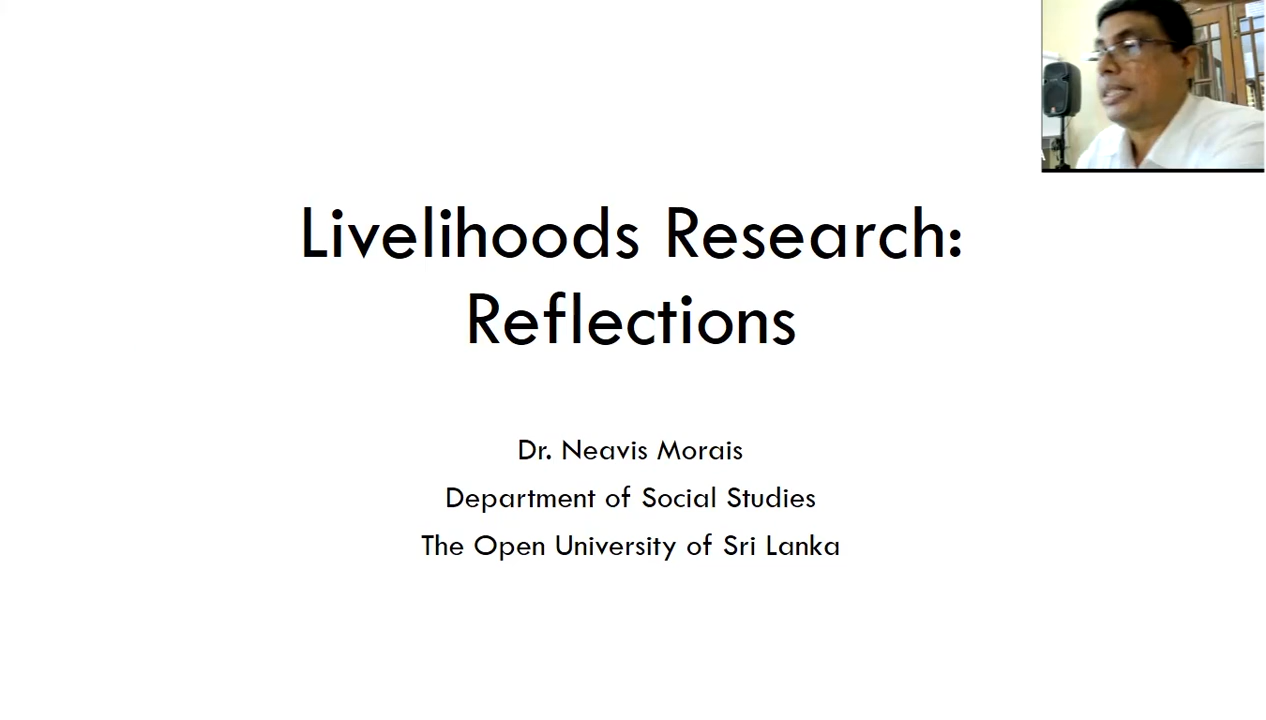 Livelihoods Research:
Reflections
Dr. Neavis Morais
Department of Social Studies
The Open University of Sri Lanka